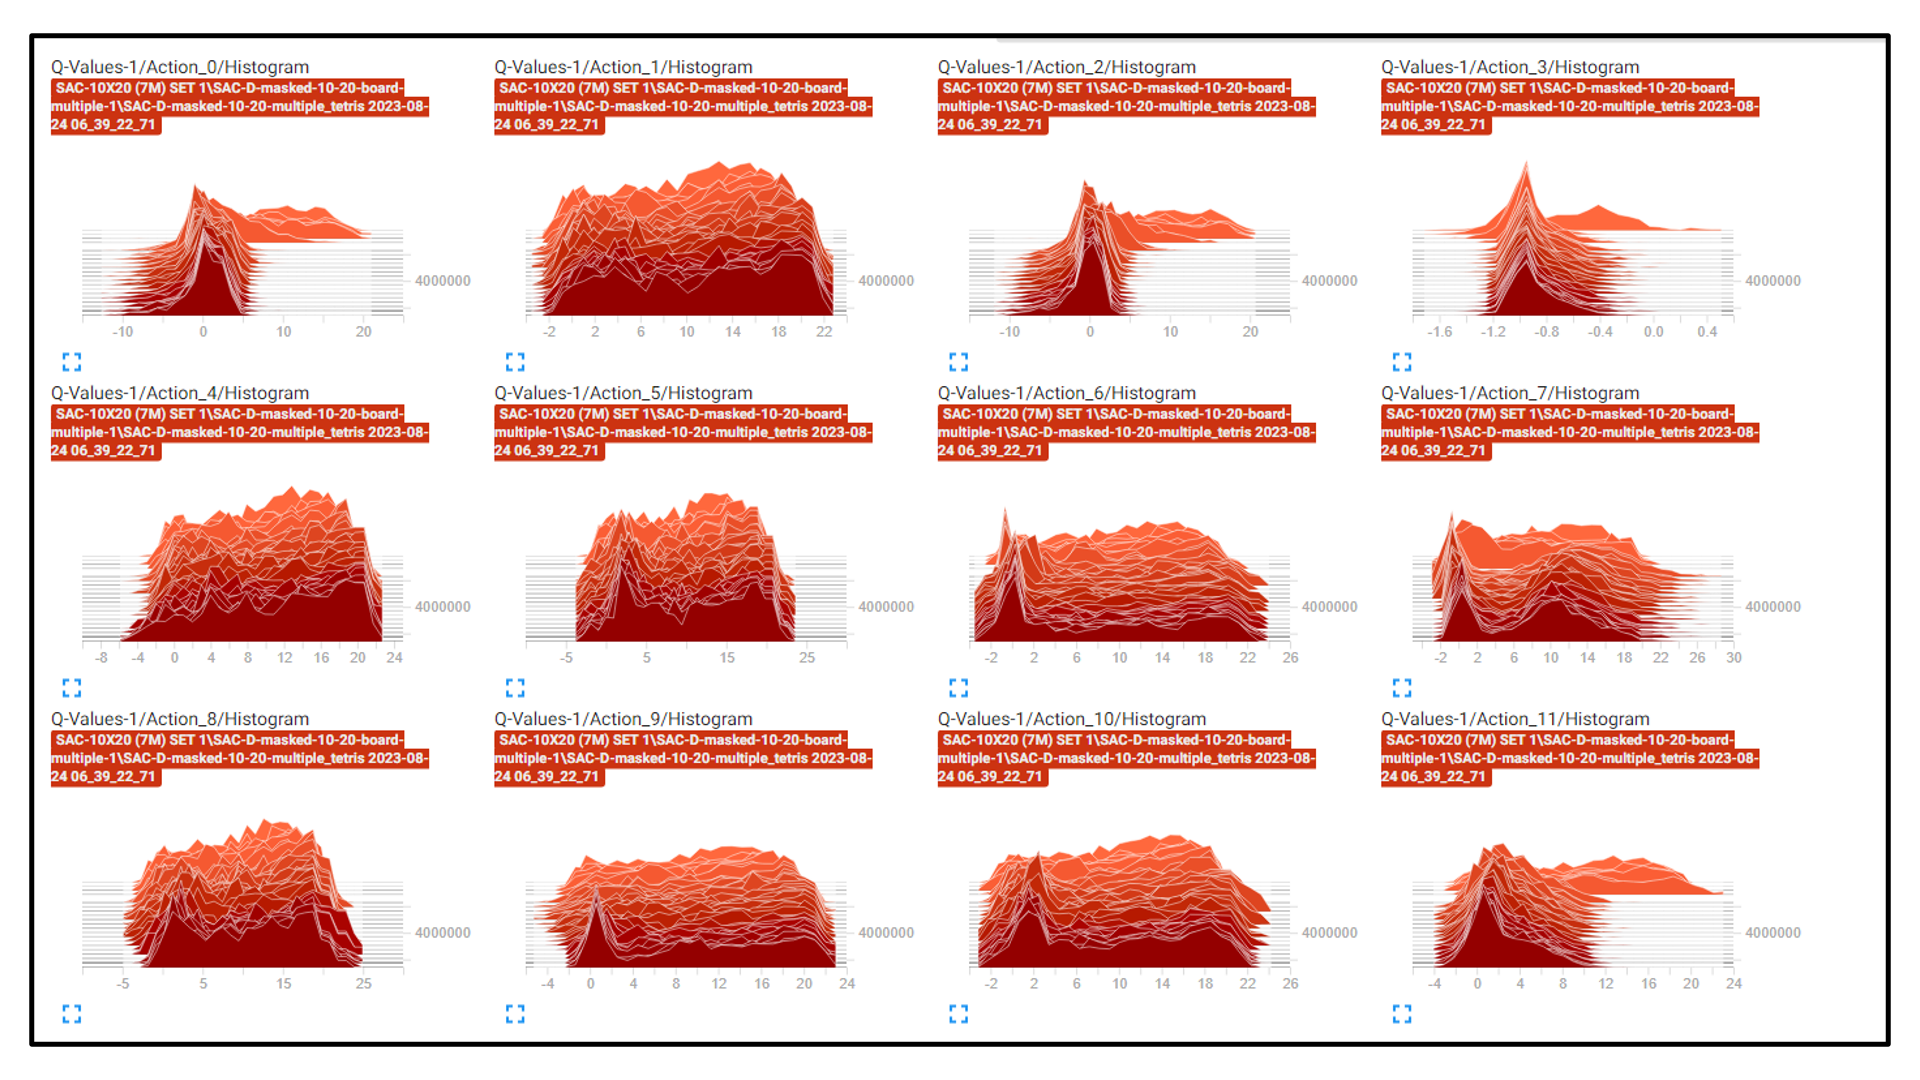 Q-Values-1/Action_0/Histogram
SAC-10X20 (7M) SET 1\SAC-D-masked-10-20-board-
multiple-1\SAC-D-masked-10-20-multiple_tetris 2023-08-
24 06_39_22_71
4000000
-10 0 10 20
Q-Values-1/Action_1/Histogram
SAC-10X20 (7M) SET 1\SAC-D-masked-10-20-board-
multiple-1\SAC-D-masked-10-20-multiple_tetris 2023-08-
24 06_39_22_71
4000000
-2 2 6 10 14 18 22
Q-Values-1/Action_2/Histogram
SAC-10X20 (7M) SET 1\SAC-D-masked-10-20-board-
multiple-1\SAC-D-masked-10-20-multiple_tetris 2023-08-
24 06_39_22_71
4000000
-10 0 10 20
Q-Values-1/Action_3/Histogram
SAC-10X20 (7M) SET 1\SAC-D-masked-10-20-board-
multiple-1\SAC-D-masked-10-20-multiple_tetris 2023-08-
24 06_39_22_71
4000000
-1.6 -1.2 -0.8 -0.4 0.0 0.4
Q-Values-1/Action_4/Histogram
SAC-10X20 (7M) SET 1\SAC-D-masked-10-20-board-
multiple-1\SAC-D-masked-10-20-multiple_tetris 2023-08-
24 06_39_22_71
4000000
-8 -4 0 4 8 12 16 20 24
Q-Values-1/Action_5/Histogram
SAC-10X20 (7M) SET 1\SAC-D-masked-10-20-board-
multiple-1\SAC-D-masked-10-20-multiple_tetris 2023-08-
24 06_39_22_71
4000000
-5 5 15 25
Q-Values-1/Action_6/Histogram
SAC-10X20 (7M) SET 1\SAC-D-masked-10-20-board-
multiple-1\SAC-D-masked-10-20-multiple_tetris 2023-08-
24 06_39_22_71
4000000
-2 2 6 10 14 18 22 26
Q-Values-1/Action_7/Histogram
SAC-10X20 (7M) SET 1\SAC-D-masked-10-20-board-
multiple-1\SAC-D-masked-10-20-multiple_tetris 2023-08-
24 06_39_22_71
4000000
-2 2 6 10 14 18 22 26 30
Q-Values-1/Action_8/Histogram
SAC-10X20 (7M) SET 1\SAC-D-masked-10-20-board-
multiple-1\SAC-D-masked-10-20-multiple_tetris 2023-08-
24 06_39_22_71
4000000
-5 5 15 25
Q-Values-1/Action_9/Histogram
SAC-10X20 (7M) SET 1\SAC-D-masked-10-20-board-
multiple-1\SAC-D-masked-10-20-multiple_tetris 2023-08-
24 06_39_22_71
4000000
-4 0 4 8 12 16 20 24
Q-Values-1/Action_10/Histogram
SAC-10X20 (7M) SET 1\SAC-D-masked-10-20-board-
multiple-1\SAC-D-masked-10-20-multiple_tetris 2023-08-
24 06_39_22_71
4000000
-2 2 6 10 14 18 22 26
Q-Values-1/Action_11/Histogram
SAC-10X20 (7M) SET 1\SAC-D-masked-10-20-board-
multiple-1\SAC-D-masked-10-20-multiple_tetris 2023-08-
24 06_39_22_71
4000000
-4 0 4 8 12 16 20 24